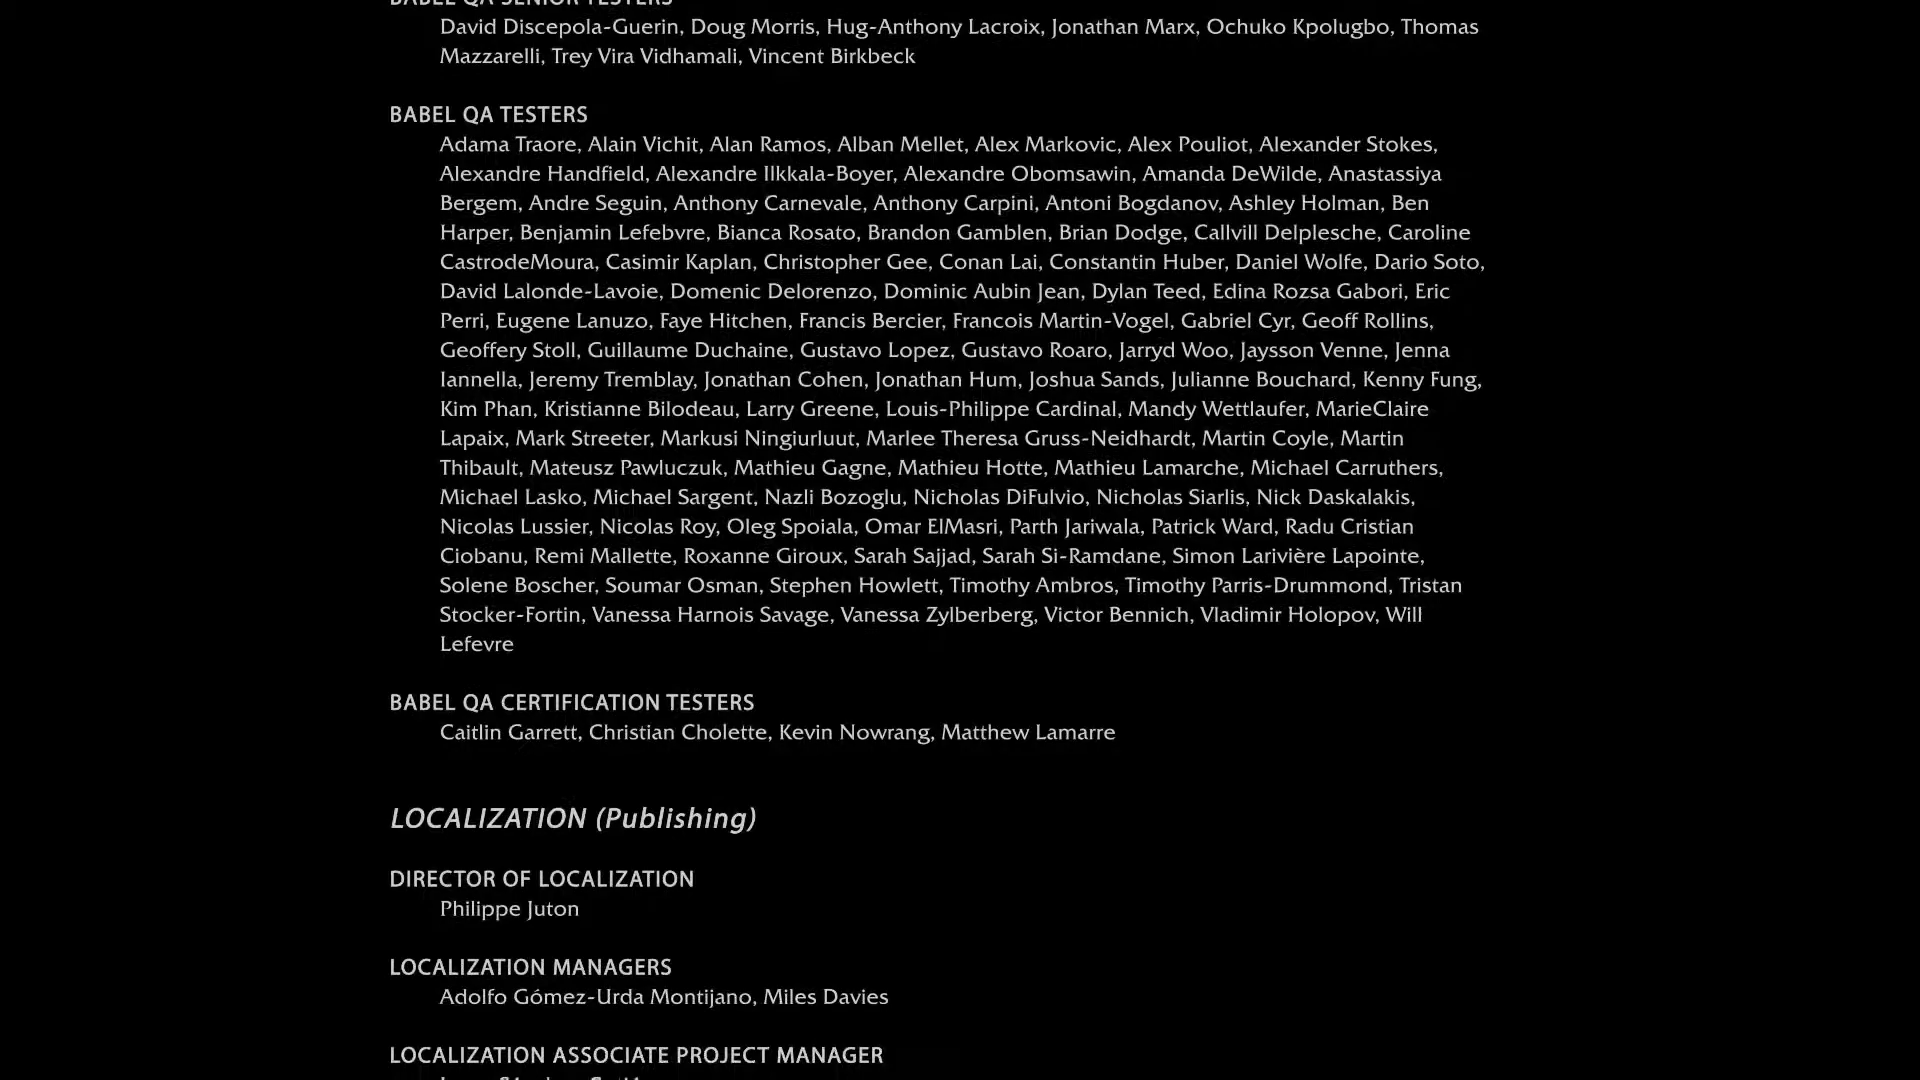 BABEL QA SENIOR TESTERS
David Discepola-Guerin, Doug Morris, Hug-Anthony Lacroix, Jonathan Marx, Ochuko Kpolugbo, Thomas
Mazzarelli, Trey Vira Vidhamali, Vincent Birkbeck
BABEL QA TESTERS
Adama Traore, Alain Vichit, Alan Ramos, Alban Mellet, Alex Markovic, Alex Pouliot, Alexander Stokes,
Alexandre Handfield, Alexandre Ilkkala-Boyer, Alexandre Obomsawin, Amanda DeWilde, Anastassiya
Bergem, Andre Seguin, Anthony Carnevale, Anthony Carpini, Antoni Bogdanov, Ashley Holman, Ben
Harper, Benjamin Lefebvre, Bianca Rosato, Brandon Gamblen, Brian Dodge, Callvill Delplesche, Caroline
CastrodeMoura, Casimir Kaplan, Christopher Gee, Conan Lai, Constantin Huber, Daniel Wolfe, Dario Soto,
David Lalonde-Lavoie, Domenic Delorenzo, Dominic Aubin Jean, Dylan Teed, Edina Rozsa Gabori, Eric
Perri, Eugene Lanuzo, Faye Hitchen, Francis Bercier, Francois Martin-Vogel, Gabriel Cyr, Geoff Rollins,
Geoffery Stoll, Guillaume Duchaine, Gustavo Lopez, Gustavo Roaro, Jarryd Woo, Jaysson Venne, Jenna
Iannella, Jeremy Tremblay, Jonathan Cohen, Jonathan Hum, Joshua Sands, Julianne Bouchard, Kenny Fung,
Kim Phan, Kristianne Bilodeau, Larry Greene, Louis-Philippe Cardinal, Mandy Wettlaufer, MarieClaire
Lapaix, Mark Streeter, Markusi Ningiurluut, Marlee Theresa Gruss-Neidhardt, Martin Coyle, Martin
Thibault, Mateusz Pawluczuk, Mathieu Gagne, Mathieu Hotte, Mathieu Lamarche, Michael Carruthers,
Michael Lasko, Michael Sargent, Nazli Bozoglu, Nicholas DiFulvio, Nicholas Siarlis, Nick Daskalakis,
Nicolas Lussier, Nicolas Roy, Oleg Spoiala, Omar ElMasri, Parth Jariwala, Patrick Ward, Radu Cristian
Ciobanu, Remi Mallette, Roxanne Giroux, Sarah Sajjad, Sarah Si-Ramdane, Simon Larivière Lapointe,
Solene Boscher, Soumar Osman, Stephen Howlett, Timothy Ambros, Timothy Parris-Drummond, Tristan
Stocker-Fortin, Vanessa Harnois Savage, Vanessa Zylberberg, Victor Bennich, Vladimir Holopov, Will
Lefevre
BABEL QA CERTIFICATION TESTERS
Caitlin Garrett, Christian Cholette, Kevin Nowrang, Matthew Lamarre
LOCALIZATION (Publishing)
DIRECTOR OF LOCALIZATION
Philippe Juton
LOCALIZATION MANAGERS
Adolfo Gómez-Urda Montijano, Miles Davies
LOCALIZATION ASSOCIATE PROJECT MANAGER